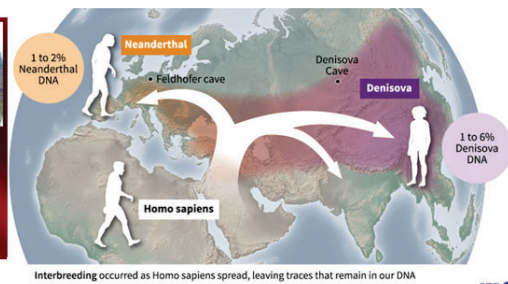 1 to 2%
Neanderthal
DNA
Neanderthal
Feldhofer cave
Denisova
Cave
Denisova
1 to 6%
Denisova
DNA
Homo sapiens
Interbreeding occurred as Homo sapiens spread, leaving traces that remain in our DNA